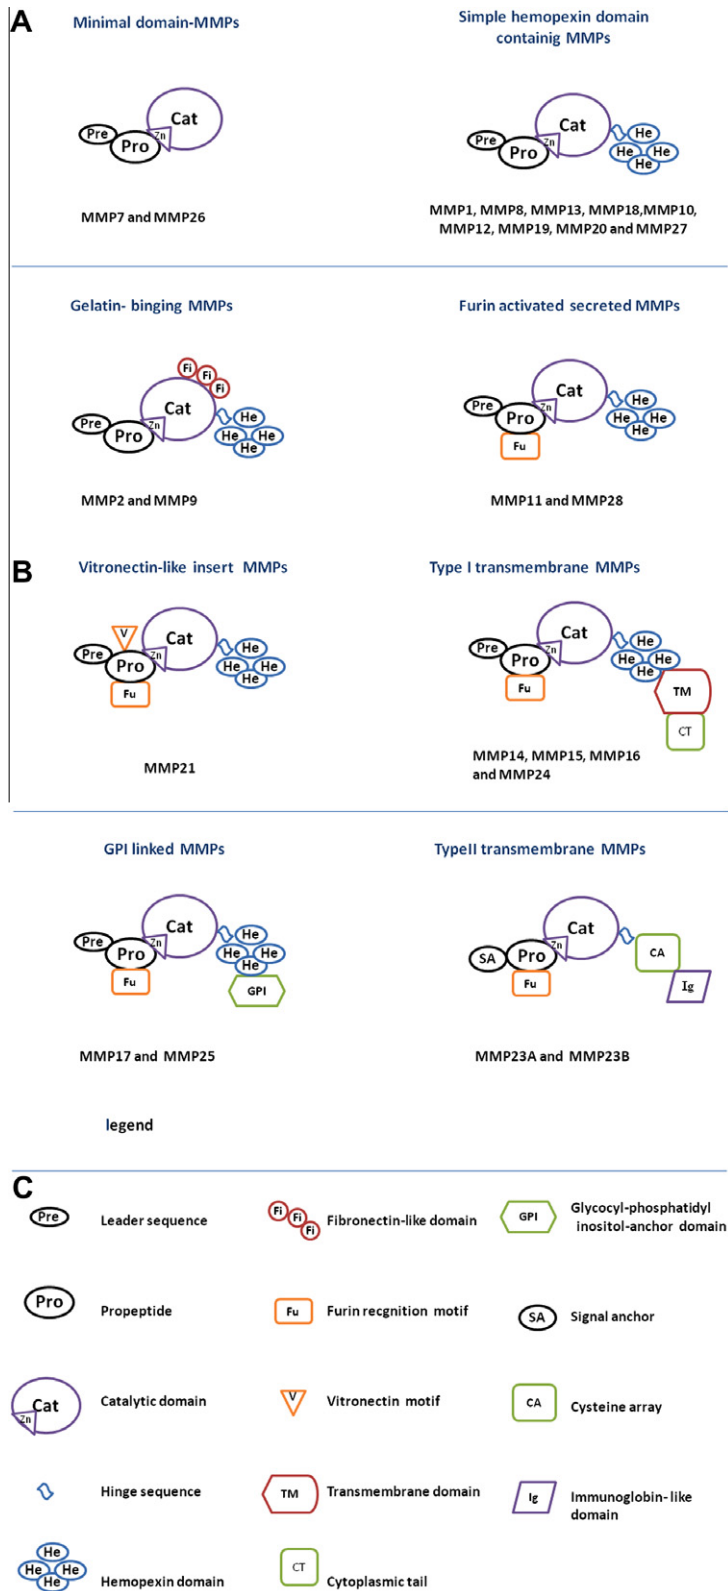 A
Minimal domain-MMPs
Cat
Zn
Pre
Pro
MMP7 and MMP26
Simple hemopexin domain
containig MMPs
Cat
Zn
Pre
Pro
He
He He
He
MMP1, MMP8, MMP13, MMP18,MMP10,
MMP12, MMP19, MMP20 and MMP27
Gelatin- binging MMPs
Fi
Fi
Fi
Cat
Zn
Pre
Pro
He
He He
He
MMP2 and MMP9
Furin activated secreted MMPs
Cat
Zn
Pre
Pro
Fu
He
He He
He
MMP11 and MMP28
B
Vitronectin-like insert MMPs
V
Cat
Zn
Pre
Pro
Fu
He
He He
He
MMP21
Type I transmembrane MMPs
Cat
Zn
Pre
Pro
Fu
He
He He
He
TM
CT
MMP14, MMP15, MMP16
and MMP24
GPI linked MMPs
Cat
Zn
Pre
Pro
Fu
He
He He
He
GPI
MMP17 and MMP25
TypeII transmembrane MMPs
Cat
Zn
SA
Pro
Fu
CA
Ig
MMP23A and MMP23B
legend
C
Pre Leader sequence
Fi Fi Fi Fibronectin-like domain
GPI Glycocyl-phosphatidyl
inositol-anchor domain
Pro Propeptide
Fu Furin recgnition motif
SA Signal anchor
Cat Zn Catalytic domain
V Vitronectin motif
CA Cysteine array
Hinge sequence
TM Transmembrane domain
Ig Immunoglobin-like
domain
He
He He
He
Hemopexin domain
CT Cytoplasmic tail